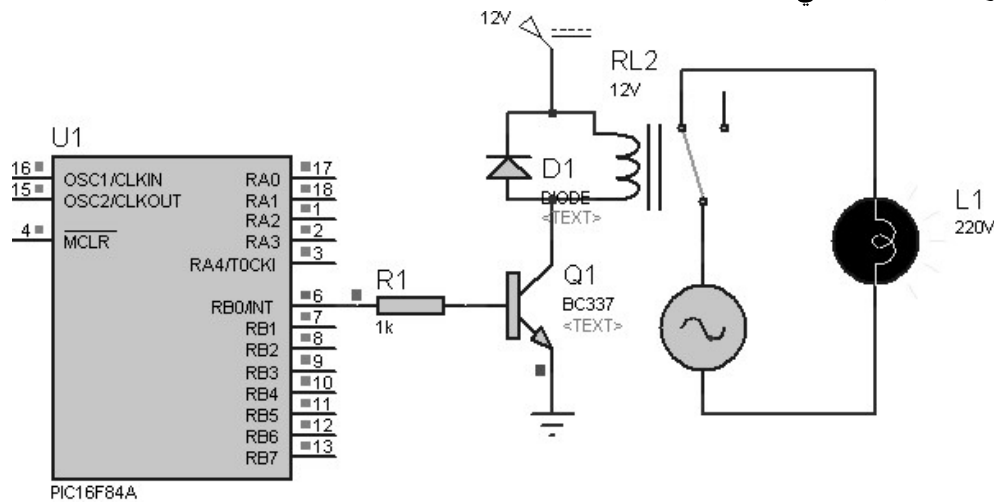 12V
RL2
12V
U1
16 OSC1/CLKIN RA0 17
15 OSC2/CLKOUT RA1 18
RA2 1
4 MCLR RA3 2
RA4/T0CKI 3
RB0/INT 6
RB1 7
RB2 8
RB3 9
RB4 10
RB5 11
RB6 12
RB7 13
PIC16F84A
R1
1k
D1
DIODE
<TEXT>
Q1
BC337
<TEXT>
L1
220V